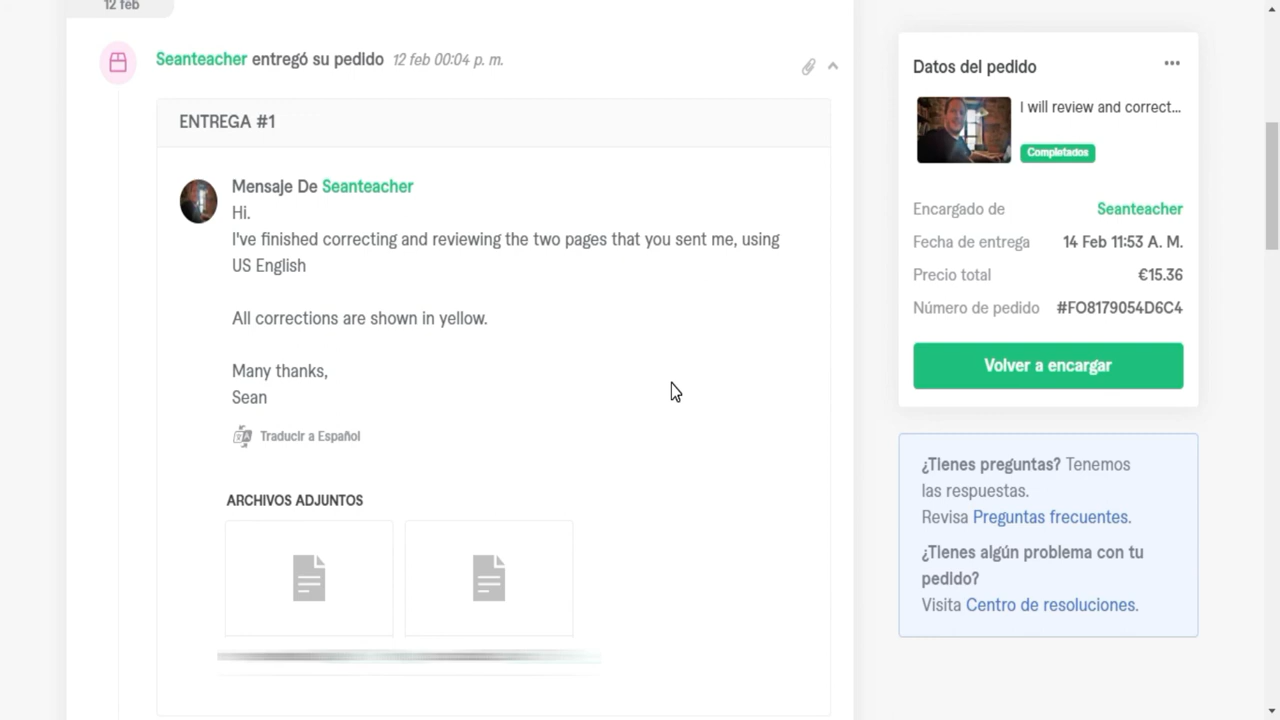 12 feb
Seanteacher entregó su pedido 12 feb 00:04 p. m.
ENTREGA #1
Mensaje De Seanteacher
Hi.
I've finished correcting and reviewing the two pages that you sent me, using
US English
All corrections are shown in yellow.
Many thanks,
Sean
Traducir a Español
ARCHIVOS ADJUNTOS
Datos del pedido
I will review and correct...
Completados
Encargado de Seanteacher
Fecha de entrega 14 Feb 11:53 A. M.
Precio total €15.36
Número de pedido #FO8179054D6C4
Volver a encargar
¿Tienes preguntas? Tenemos
las respuestas.
Revisa Preguntas frecuentes.
¿Tienes algún problema con tu
pedido?
Visita Centro de resoluciones.